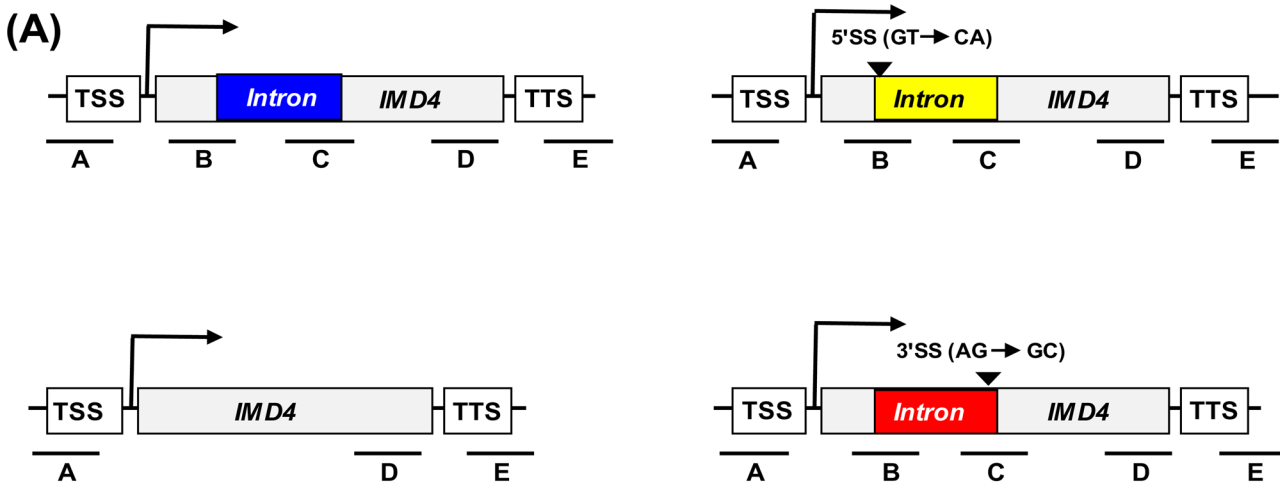 (A)
TSS Intron IMD4 TTS
A B C D E
5'SS (GT→CA)
TSS Intron IMD4 TTS
A B C D E
TSS IMD4 TTS
A D E
3'SS (AG→GC)
TSS Intron IMD4 TTS
A B C D E